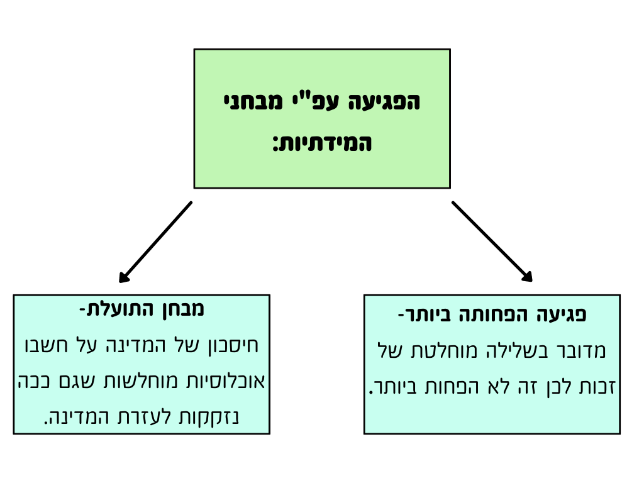 הפגיעה עפ"י מבחני
המידתיות:
פגיעה הפחותה ביותר-
מדובר בשלילה מוחלטת של
זכות לכן זה לא הפחות ביותר.
מבחן התועלת-
חיסכון של המדינה על חשבו
אוכלוסיות מוחלשות שגם ככה
נזקקות לעזרת המדינה.